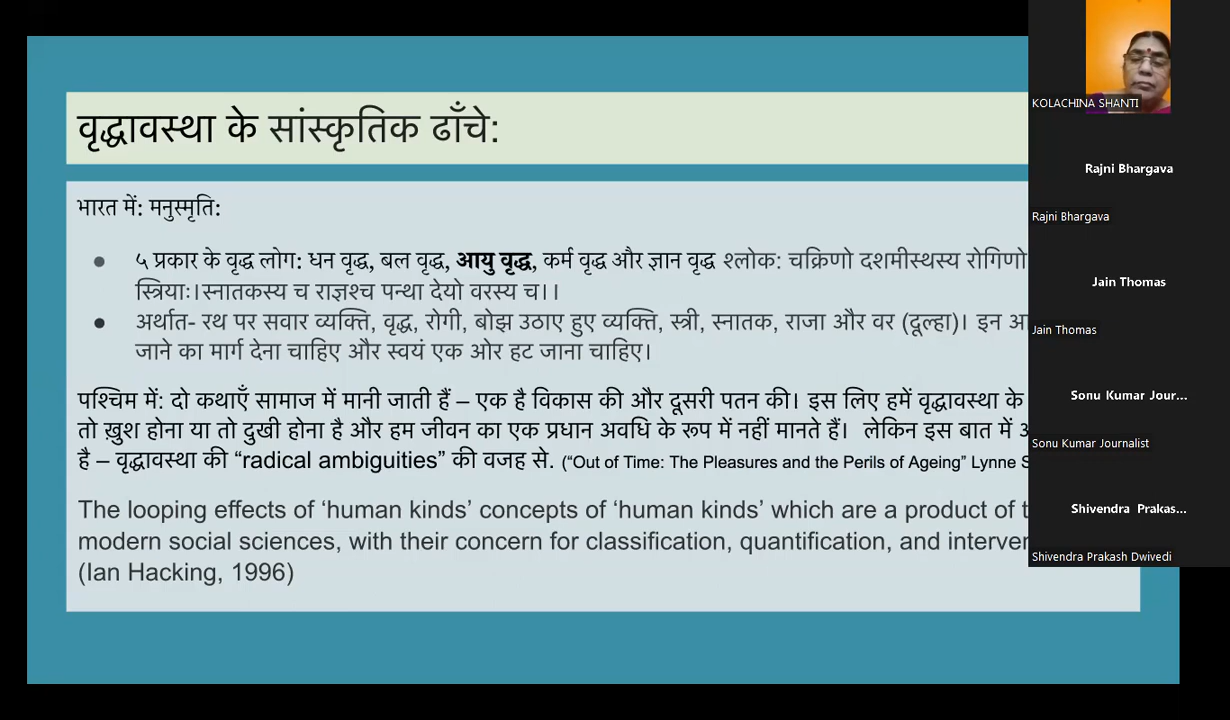 वृद्धावस्था के सांस्कृतिक ढाँचे:
भारत में: मनुस्मृति:
५ प्रकार के वृद्ध लोग: धन वृद्ध, बल वृद्ध, आयु वृद्ध, कर्म वृद्ध और ज्ञान वृद्ध श्लोक: चक्रिणो दशमीस्थस्य रोगिणो
स्त्रियाः।स्नातकस्य च राज्ञश्च पन्था देयो वरस्य च।।
अर्थात- रथ पर सवार व्यक्ति, वृद्ध, रोगी, बोझ उठाए हुए व्यक्ति, स्त्री, स्नातक, राजा और वर (दूल्हा)। इन
जाने का मार्ग देना चाहिए और स्वयं एक ओर हट जाना चाहिए।
पश्चिम में: दो कथाएँ सामाज में मानी जाती हैं – एक है विकास की और दूसरी पतन की। इस लिए हमें वृद्धावस्था के
तो ख़ुश होना या तो दुखी होना है और हम जीवन का एक प्रधान अवधि के रूप में नहीं मानते हैं। लेकिन इस बात में
है – वृद्धावस्था की “radical ambiguities” की वजह से. (“Out of Time: The Pleasures and the Perils of Ageing” Lynne
The looping effects of ‘human kinds’ concepts of ‘human kinds’ which are a product of
modern social sciences, with their concern for classification, quantification, and
(Ian Hacking, 1996)
KOLACHINA SHANTI
Rajni Bhargava
Rajni Bhargava
Jain Thomas
Jain Thomas
Sonu Kumar Jour...
Sonu Kumar Journalist
Shivendra Prakas...
Shivendra Prakash Dwivedi